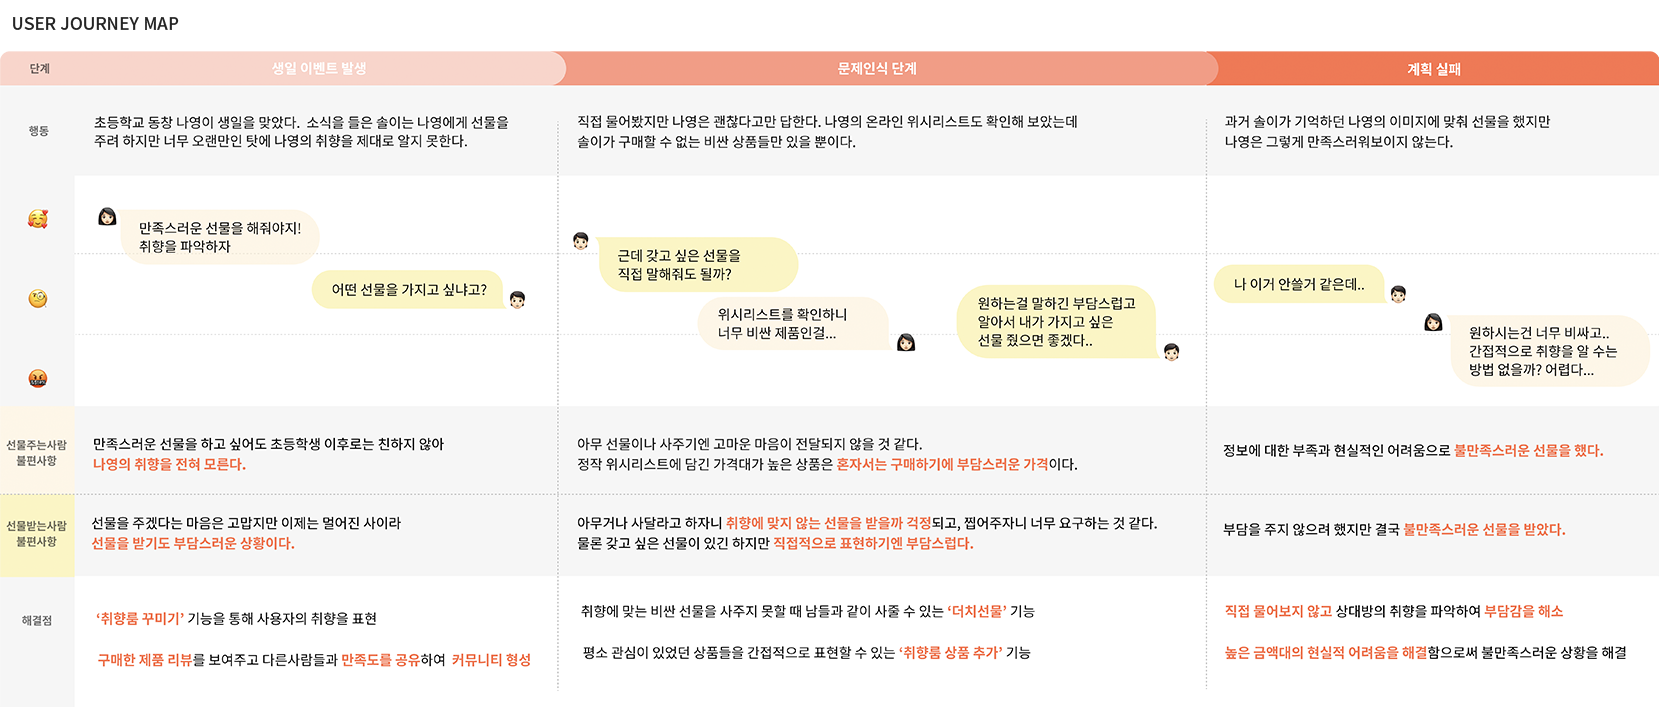 USER JOURNEY MAP
단계
생일 이벤트 발생
문제인식 단계
계획 실패
행동
초등학교 동창 나영이 생일을 맞았다. 소식을 들은 솔이는 나영에게 선물을
주려 하지만 너무 오랜만인 탓에 나영의 취향을 제대로 알지 못한다.
직접 물어봤지만 나영은 괜찮다고만 답한다. 나영의 온라인 위시리스트도 확인해 보았는데
솔이가 구매할 수 없는 비싼 상품들만 있을 뿐이다.
과거 솔이가 기억하던 나영의 이미지에 맞춰 선물을 했지만
나영은 그렇게 만족스러워보이지 않는다.
만족스러운 선물을 해줘야지!
취향을 파악하자
어떤 선물을 가지고 싶냐고?
근데 갖고 싶은 선물을
직접 말해줘도 될까?
위시리스트를 확인하니
너무 비싼 제품인걸...
원하는걸 말하긴 부담스럽고
알아서 내가 가지고 싶은
선물 줬으면 좋겠다..
나 이거 안쓸거 같은데..
원하시는건 너무 비싸고..
간접적으로 취향을 알 수는
방법 없을까? 어렵다...
선물주는사람
불편사항
만족스러운 선물을 하고 싶어도 초등학생 이후로는 친하지 않아
나영의 취향을 전혀 모른다.
아무 선물이나 사주기엔 고마운 마음이 전달되지 않을 것 같다.
정작 위시리스트에 담긴 가격대가 높은 상품은 혼자서는 구매하기에 부담스러운 가격이다.
정보에 대한 부족과 현실적인 어려움으로 불만족스러운 선물을 했다.
선물받는사람
불편사항
선물을 주겠다는 마음은 고맙지만 이제는 멀어진 사이라
선물을 받기도 부담스러운 상황이다.
아무거나 사달라고 하자니 취향에 맞지 않는 선물을 받을까 걱정되고, 찝어주자니 너무 요구하는 것 같다.
물론 갖고 싶은 선물이 있긴 하지만 직접적으로 표현하기엔 부담스럽다.
부담을 주지 않으려 했지만 결국 불만족스러운 선물을 받았다.
해결점
‘취향룸 꾸미기’ 기능을 통해 사용자의 취향을 표현
구매한 제품 리뷰를 보여주고 다른사람들과 만족도를 공유하여 커뮤니티 형성
취향에 맞는 비싼 선물을 사주지 못할 때 남들과 같이 사줄 수 있는 ‘더치선물’ 기능
평소 관심이 있었던 상품들을 간접적으로 표현할 수 있는 ‘취향룸 상품 추가’ 기능
직접 물어보지 않고 상대방의 취향을 파악하여 부담감을 해소
높은 금액대의 현실적 어려움을 해결함으로써 불만족스러운 상황을 해결